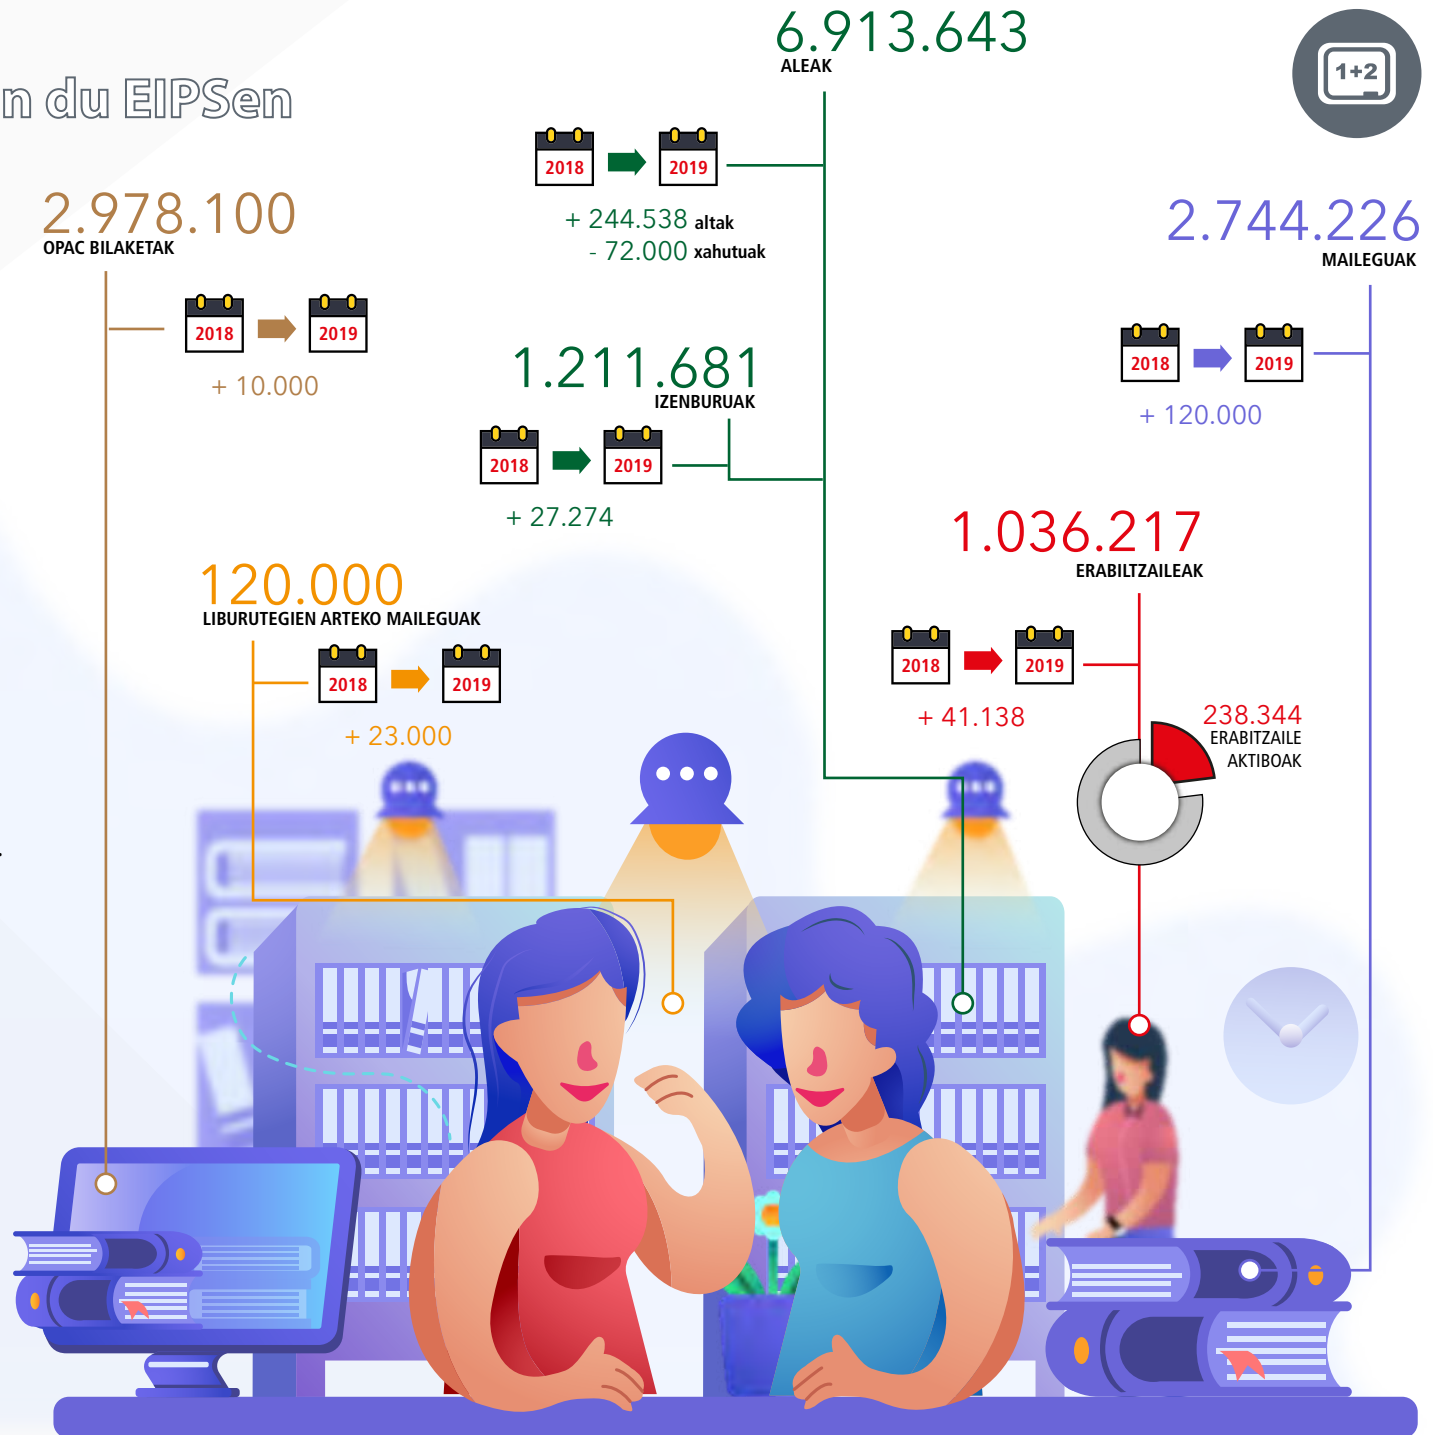 n du EIPSen
1+2
6.913.643
ALEAK
2018
2019
+ 244.538 altak
- 72.000 xahutuak
2.978.100
OPAC BILAKETAK
2018
2019
+ 10.000
2.744.226
MAILEGUAK
2018
2019
+ 120.000
1.211.681
IZENBURUAK
2018
2019
+ 27.274
1.036.217
ERABILTZAILEAK
2018
2019
+ 41.138
238.344
ERABITZAILE
AKTIBOAK
120.000
LIBURUTEGIEN ARTEKO MAILEGUAK
2018
2019
+ 23.000